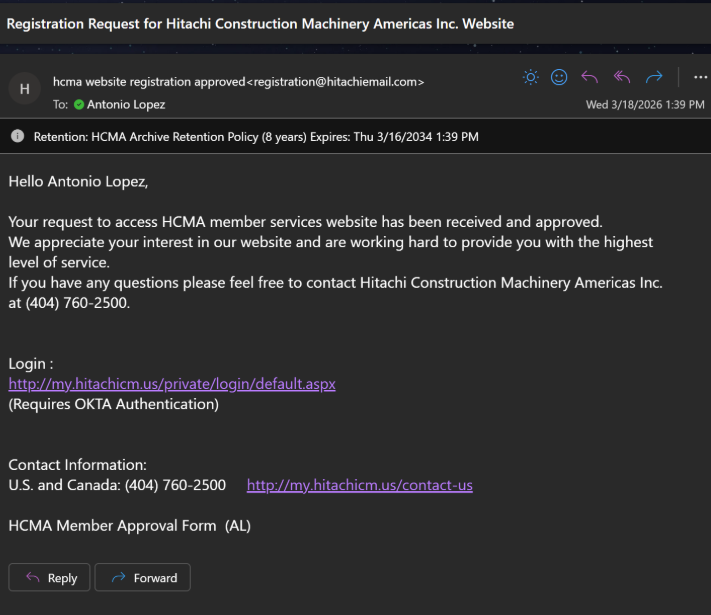 Registration Request for Hitachi Construction Machinery Americas Inc. Website
H
hcma website registration approved<registration@hitachiemail.com>
To: Antonio Lopez
Wed 3/18/2026 1:39 PM
Retention: HCMA Archive Retention Policy (8 years) Expires: Thu 3/16/2034 1:39 PM
Hello Antonio Lopez,
Your request to access HCMA member services website has been received and approved.
We appreciate your interest in our website and are working hard to provide you with the highest
level of service.
If you have any questions please feel free to contact Hitachi Construction Machinery Americas Inc.
at (404) 760-2500.
Login :
http://my.hitachicm.us/private/login/default.aspx
(Requires OKTA Authentication)
Contact Information:
U.S. and Canada: (404) 760-2500 http://my.hitachicm.us/contact-us
HCMA Member Approval Form (AL)
Reply Forward